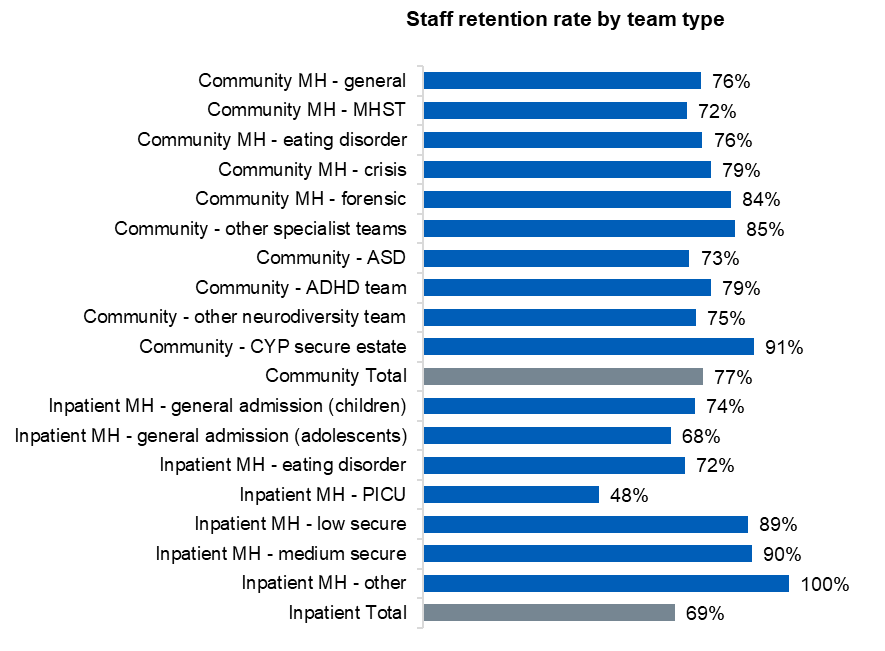 Staff retention rate by team type
Community MH - general 76%
Community MH - MHST 72%
Community MH - eating disorder 76%
Community MH - crisis 79%
Community MH - forensic 84%
Community - other specialist teams 85%
Community - ASD 73%
Community - ADHD team 79%
Community - other neurodiversity team 75%
Community - CYP secure estate 91%
Community Total 77%
Inpatient MH - general admission (children) 74%
Inpatient MH - general admission (adolescents) 68%
Inpatient MH - eating disorder 72%
Inpatient MH - PICU 48%
Inpatient MH - low secure 89%
Inpatient MH - medium secure 90%
Inpatient MH - other 100%
Inpatient Total 69%